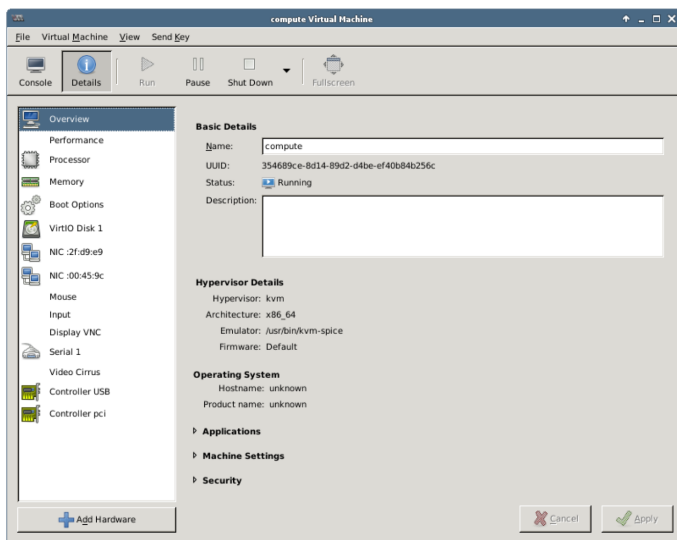 compute Virtual Machine
File Virtual Machine View Send Key
Console Details Run Pause Shut Down Fullscreen
Overview
Performance
Processor
Memory
Boot Options
VirtIO Disk 1
NIC :2f:d9:e9
NIC :00:45:9c
Mouse
Input
Display VNC
Serial 1
Video Cirrus
Controller USB
Controller pci
Add Hardware
Basic Details
Name: compute
UUID: 354689ce-8d14-89d2-d4be-ef40b84b256c
Status: Running
Description:
Hypervisor Details
Hypervisor: kvm
Architecture: x86_64
Emulator: /usr/bin/kvm-spice
Firmware: Default
Operating System
Hostname: unknown
Product name: unknown
Applications
Machine Settings
Security
Cancel Apply